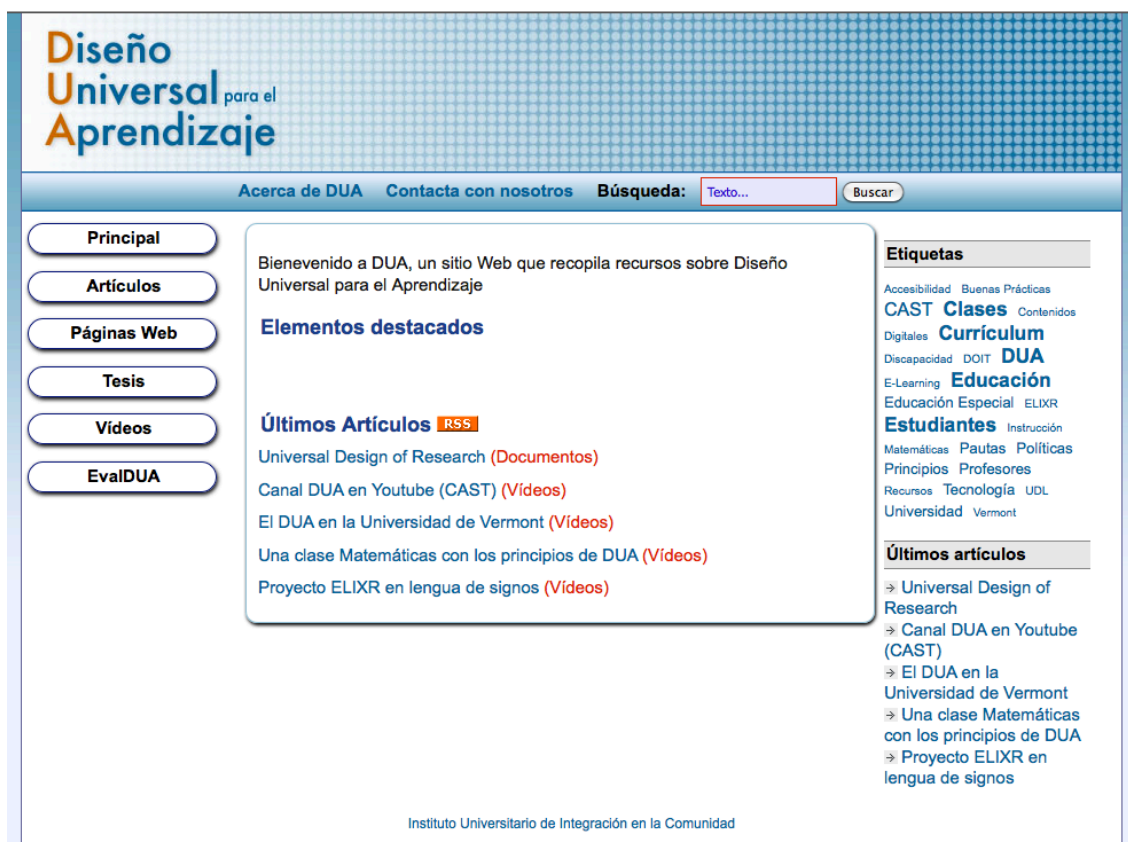 Diseño
Universal para el
Aprendizaje
Acerca de DUA Contacta con nosotros Búsqueda: Texto... Buscar
Principal
Artículos
Páginas Web
Tesis
Vídeos
EvalDUA
Bienevenido a DUA, un sitio Web que recopila recursos sobre Diseño
Universal para el Aprendizaje
Elementos destacados
Últimos Artículos RSS
Universal Design of Research (Documentos)
Canal DUA en Youtube (CAST) (Vídeos)
El DUA en la Universidad de Vermont (Vídeos)
Una clase Matemáticas con los principios de DUA (Vídeos)
Proyecto ELIXR en lengua de signos (Vídeos)
Etiquetas
Accesibilidad Buenas Prácticas
CAST Clases Contenidos
Digitales Currículum
Discapacidad DOIT DUA
E-Learning Educación
Educación Especial ELIXR
Estudiantes Instrucción
Matemáticas Pautas Políticas
Principios Profesores
Recursos Tecnología UDL
Universidad Vermont
Últimos artículos
Universal Design of
Research
Canal DUA en Youtube
(CAST)
El DUA en la
Universidad de Vermont
Una clase Matemáticas
con los principios de DUA
Proyecto ELIXR en
lengua de signos
Instituto Universitario de Integración en la Comunidad